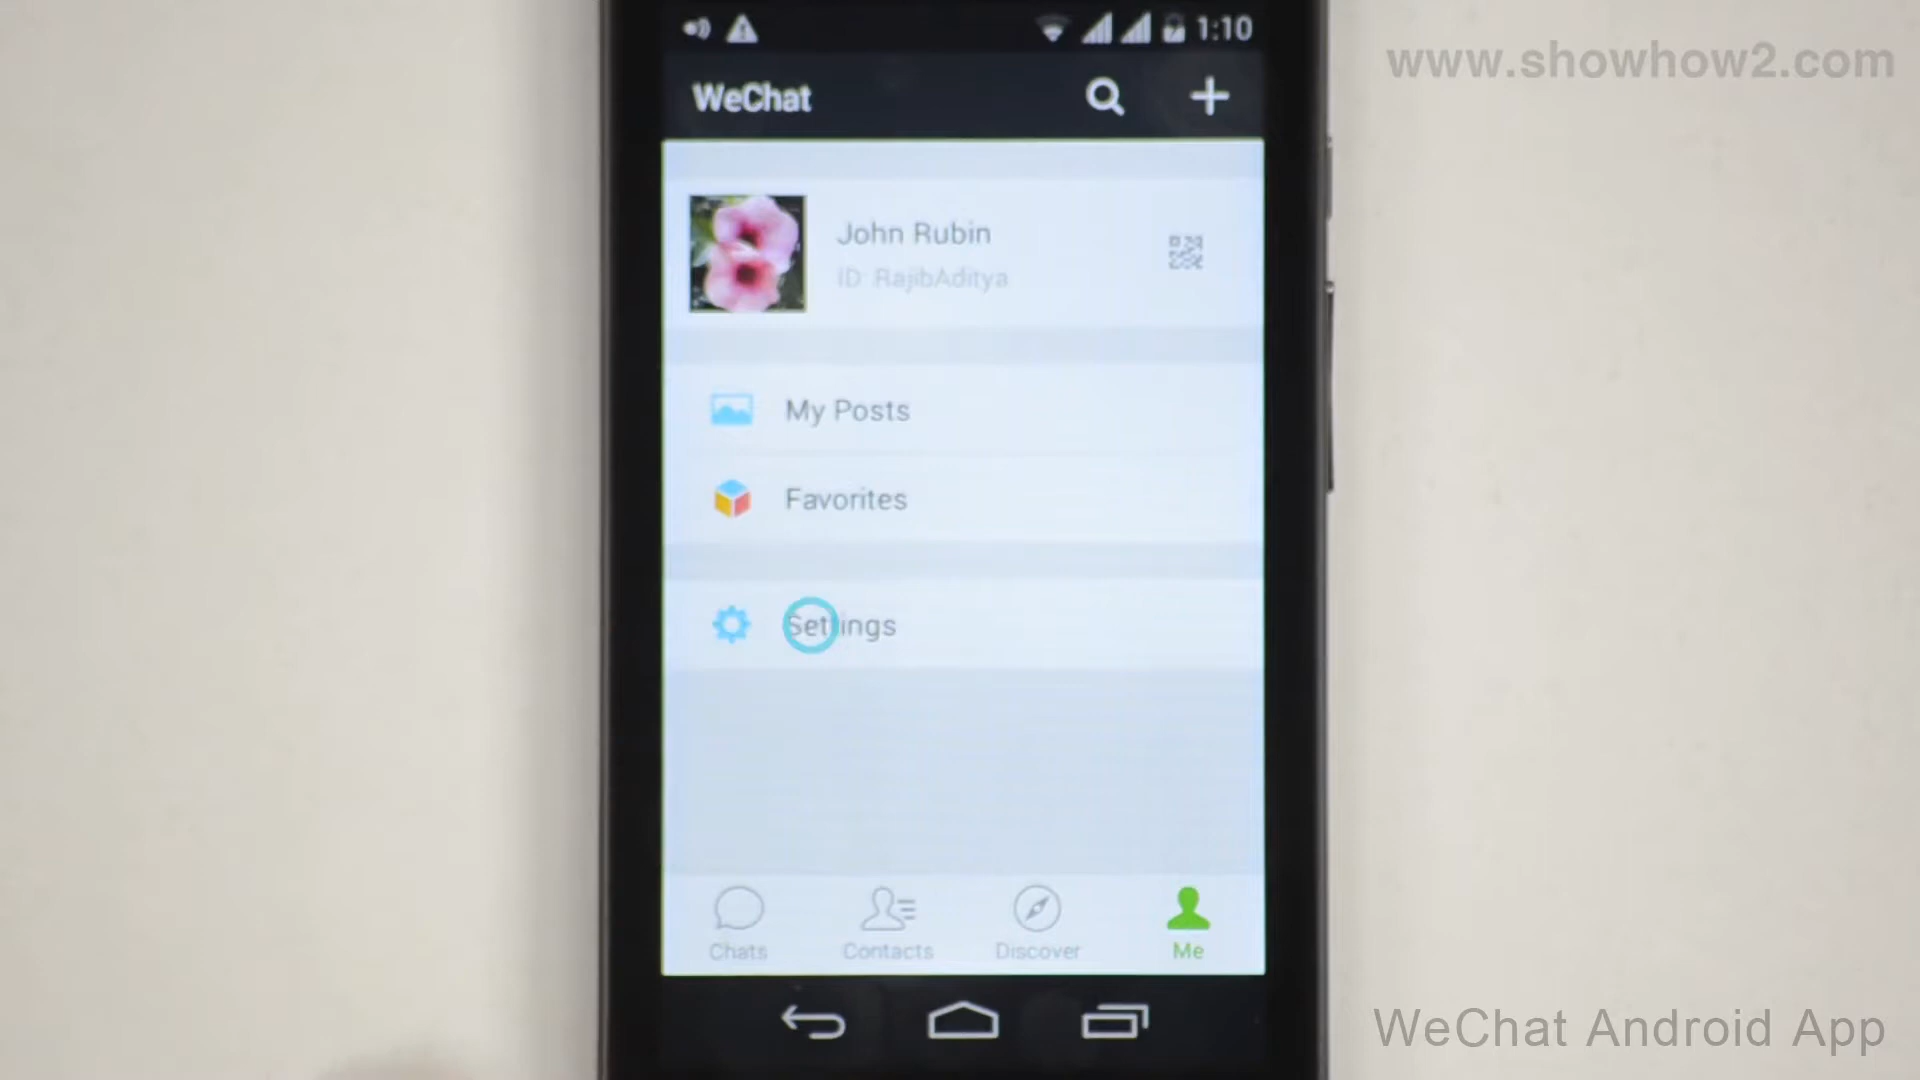 1:10
www.showhow2.com
WeChat
John Rubin
ID: RajibAditya
My Posts
Favorites
Settings
Chats
Contacts
Discover
Me
WeChat Android App